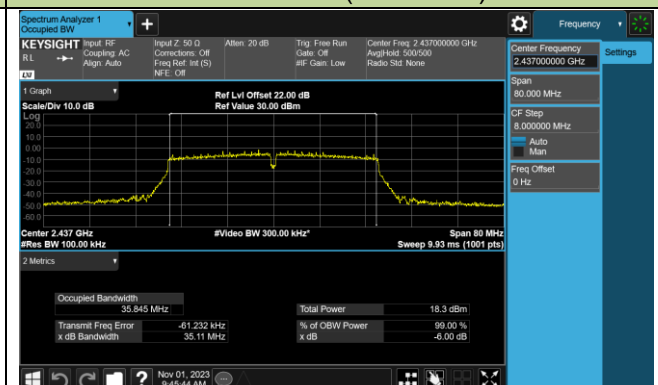 Spectrum Analyzer 1
Occupied BW
Frequency
KEYSIGHT
R L
Input: RF
Coupling: AC
Align: Auto
Input Z: 50 Ω
Corrections: Off
Freq Ref: Int (S)
NFE: Off
Atten: 20 dB
Trig: Free Run
Gate: Off
#IF Gain: Low
Center Freq: 2.437000000 GHz
Avg|Hold: 500/500
Radio Std: None
Center Frequency
2.437000000 GHz
Settings
Span
80.000 MHz
CF Step
8.000000 MHz
Auto
Man
Freq Offset
0 Hz
1 Graph
Scale/Div 10.0 dB
Ref Lvl Offset 22.00 dB
Ref Value 30.00 dBm
Log
20.0
10.0
0.00
-10.0
-20.0
-30.0
-40.0
-50.0
-60.0
Center 2.437 GHz
#Res BW 100.00 kHz
#Video BW 300.00 kHz*
Span 80 MHz
Sweep 9.93 ms (1001 pts)
2 Metrics
Occupied Bandwidth
35.845 MHz
Total Power 18.3 dBm
Transmit Freq Error -61.232 kHz
% of OBW Power 99.00 %
x dB Bandwidth 35.11 MHz
x dB -6.00 dB
Nov 01, 2023
9:45:44 AM